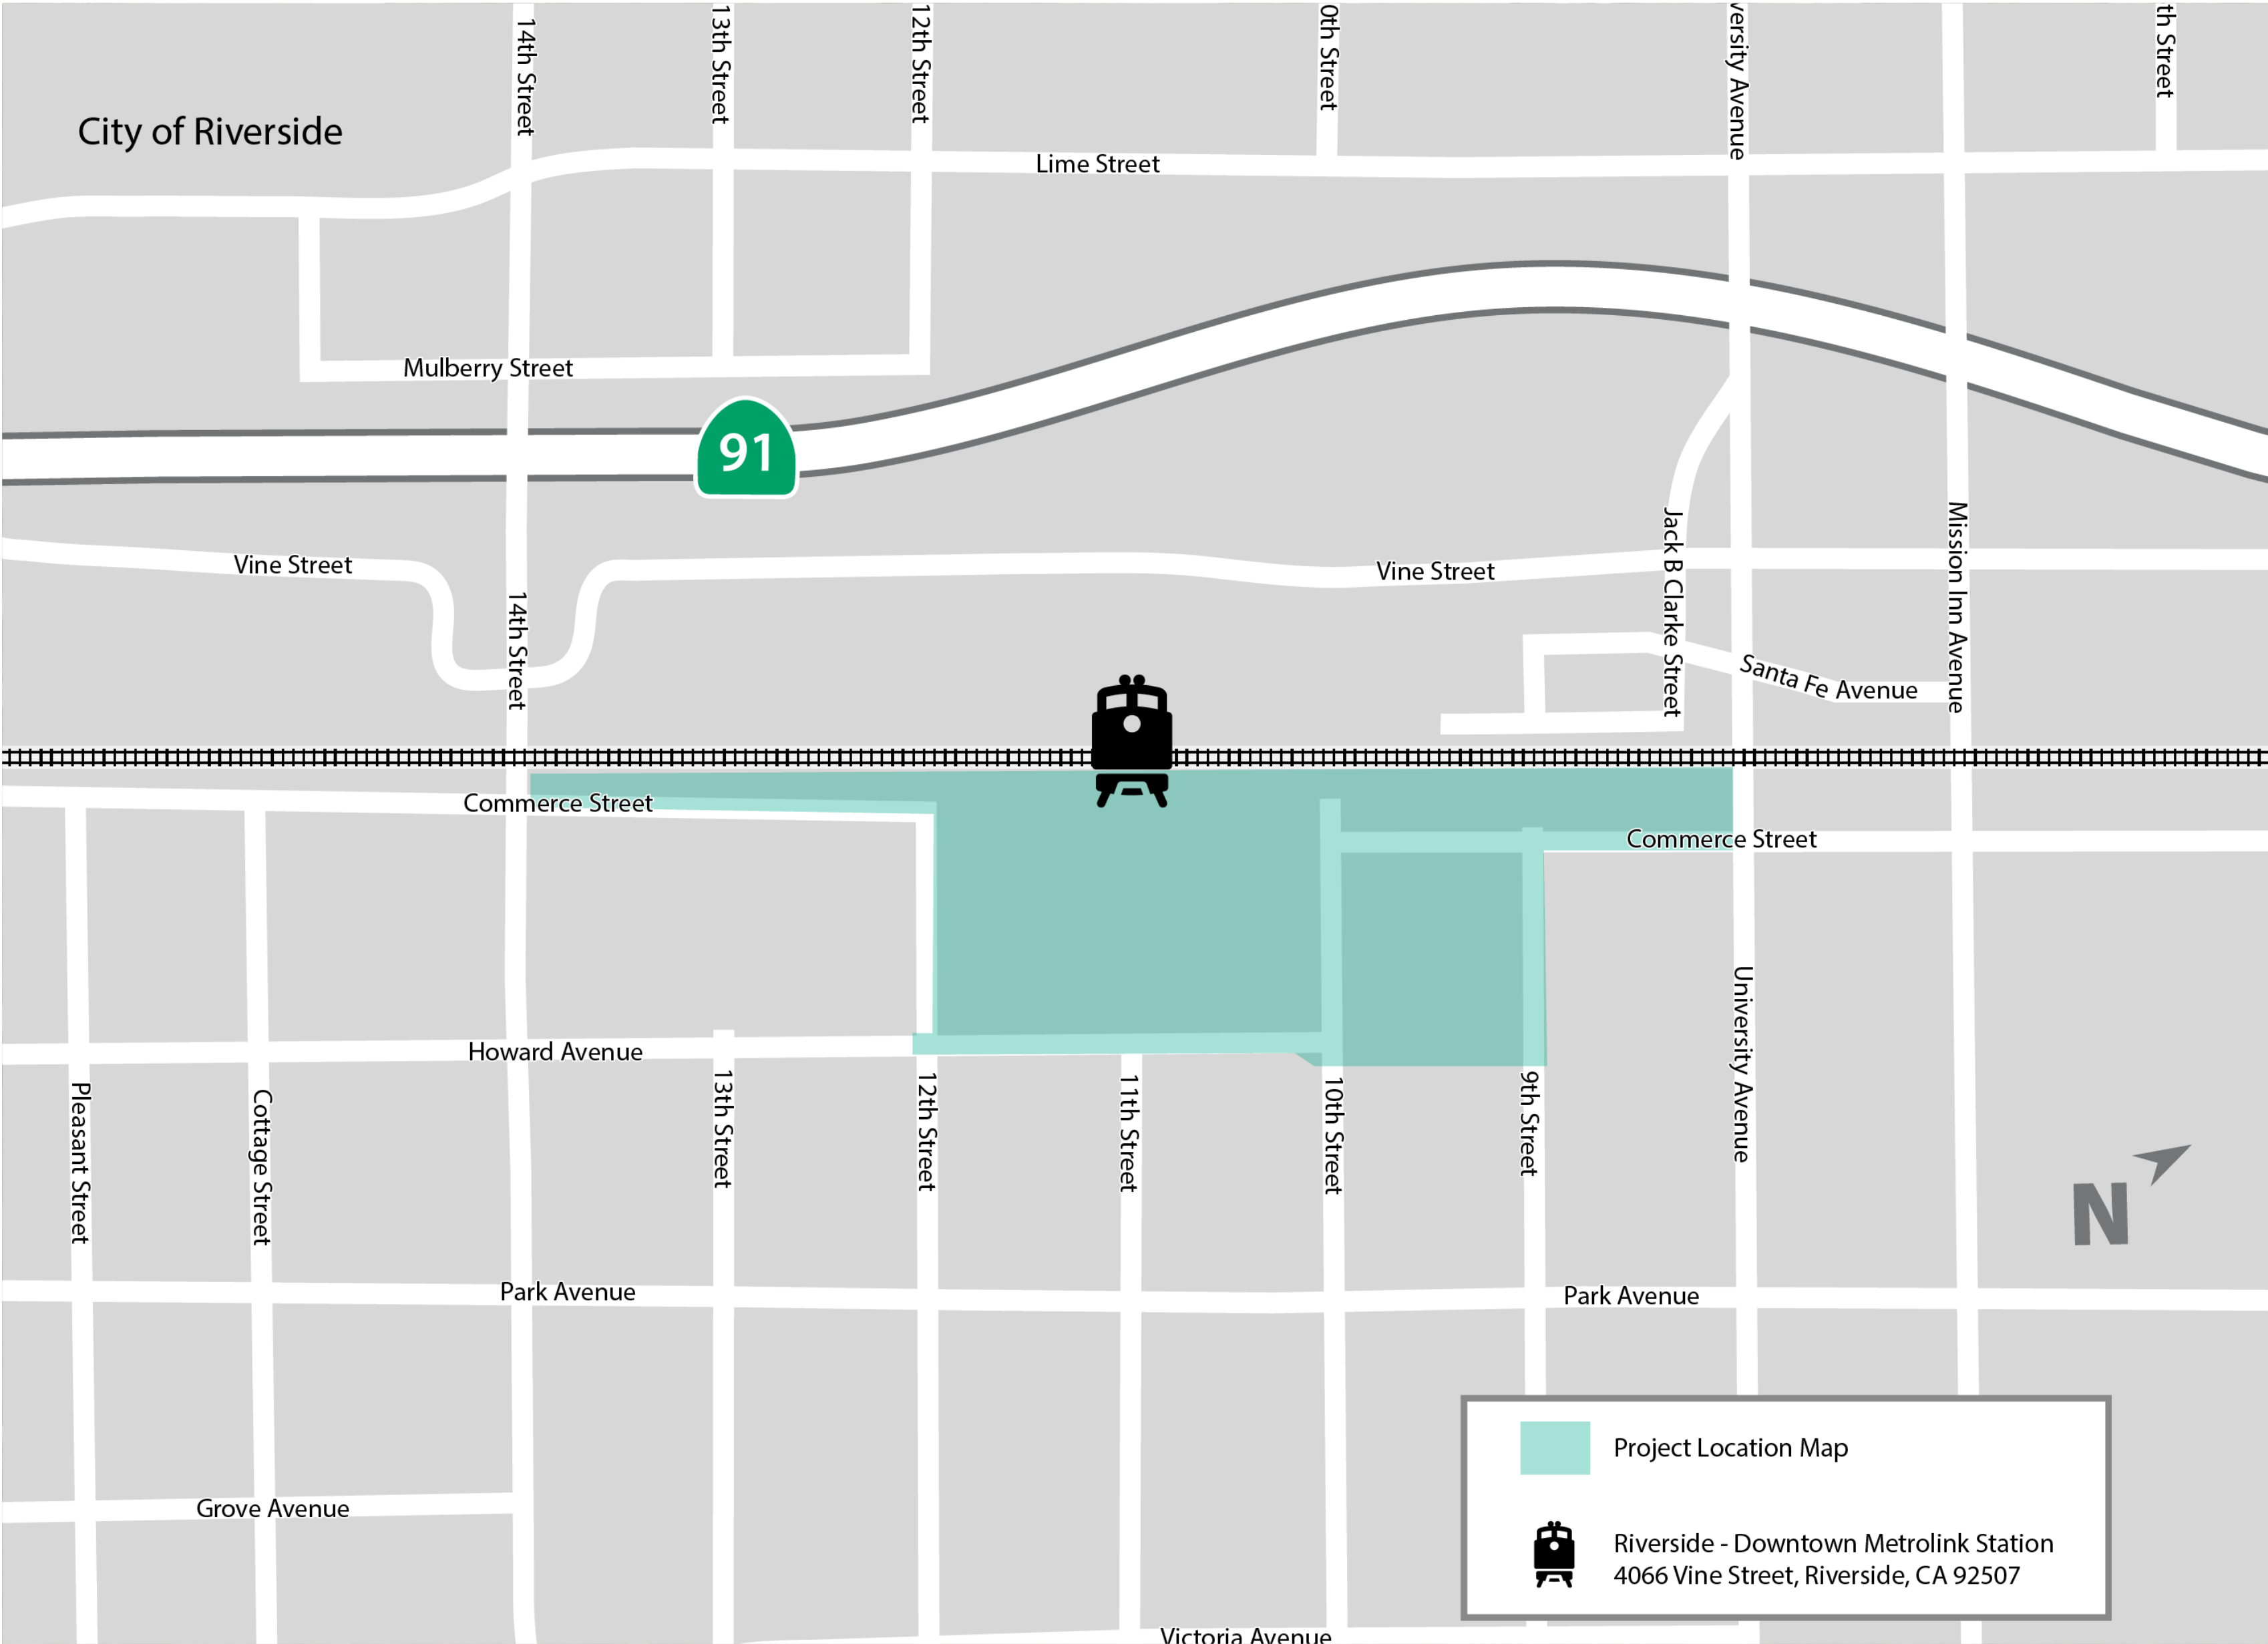 14th Street
13th Street
12th Street
0th Street
versity Avenue
th Street
City of Riverside
Lime Street
Mulberry Street
91
Vine Street
Vine Street
14th Street
Jack B Clarke Street
Mission Inn Avenue
Santa Fe Avenue
Commerce Street
Commerce Street
Howard Avenue
University Avenue
Pleasant Street
Cottage Street
13th Street
12th Street
11th Street
10th Street
9th Street
N
Park Avenue
Park Avenue
Project Location Map
Grove Avenue
Riverside - Downtown Metrolink Station
4066 Vine Street, Riverside, CA 92507
Victoria Avenue